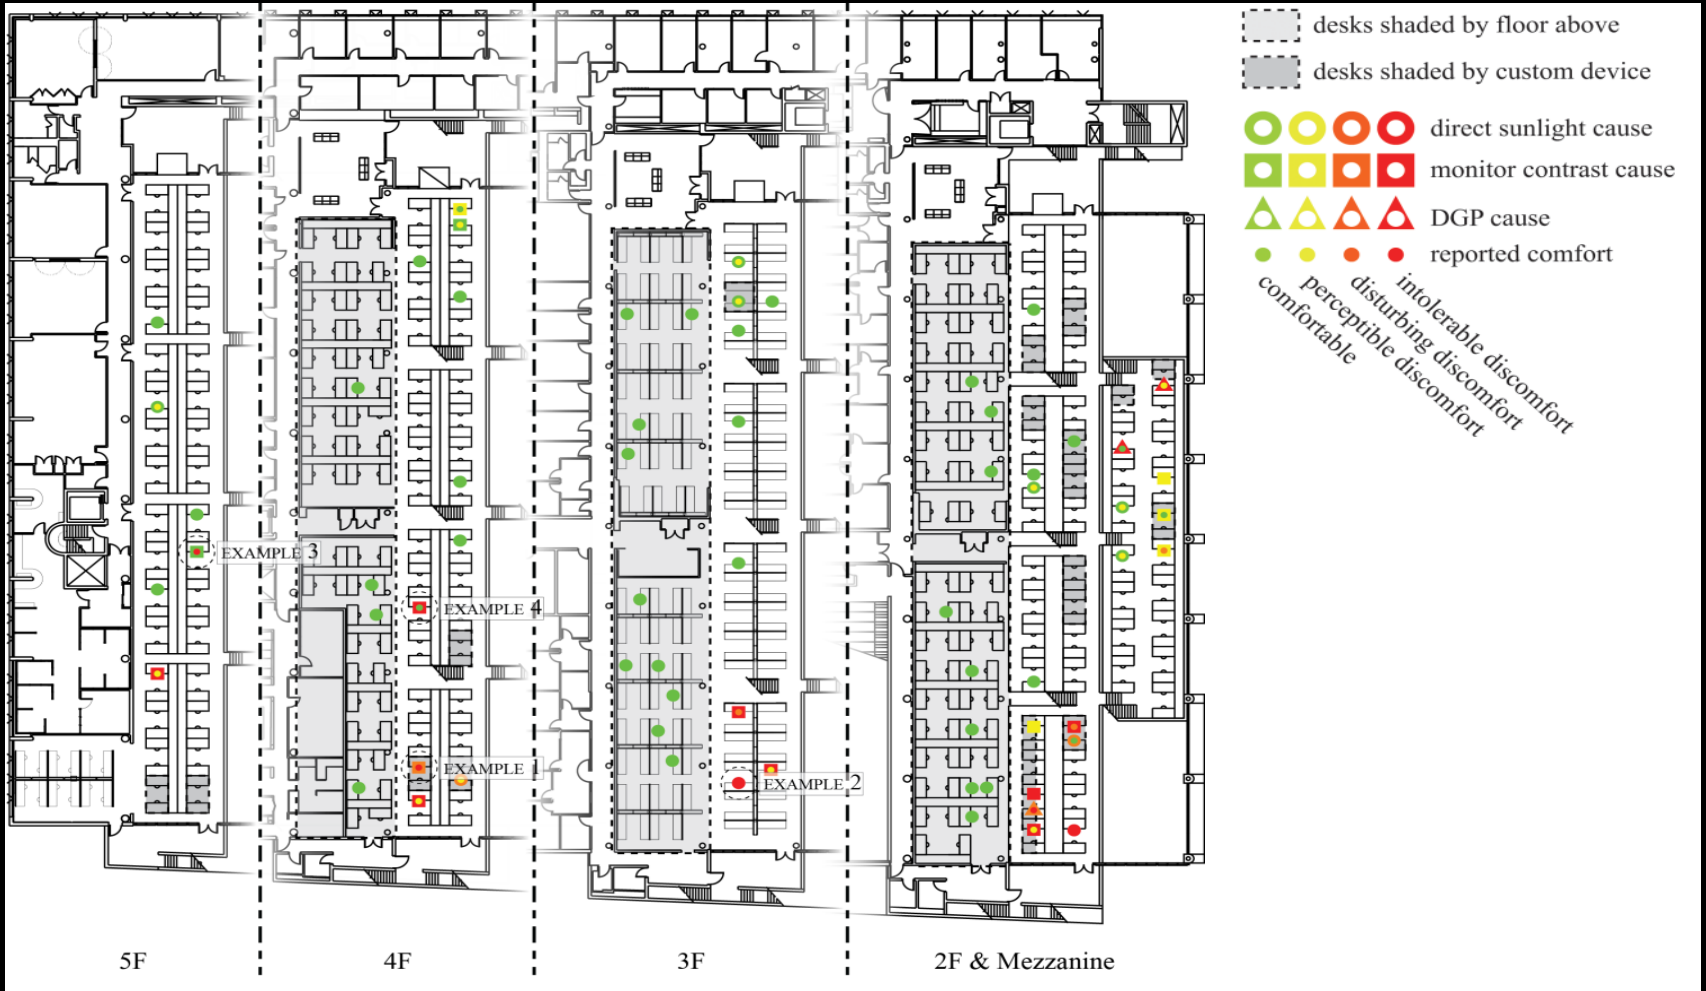 desks shaded by floor above
desks shaded by custom device
direct sunlight cause
monitor contrast cause
DGP cause
reported comfort
comfortable
perceptible discomfort
disturbing discomfort
intolerable discomfort
EXAMPLE 3
EXAMPLE 4
EXAMPLE 1
EXAMPLE 2
5F
4F
3F
2F & Mezzanine